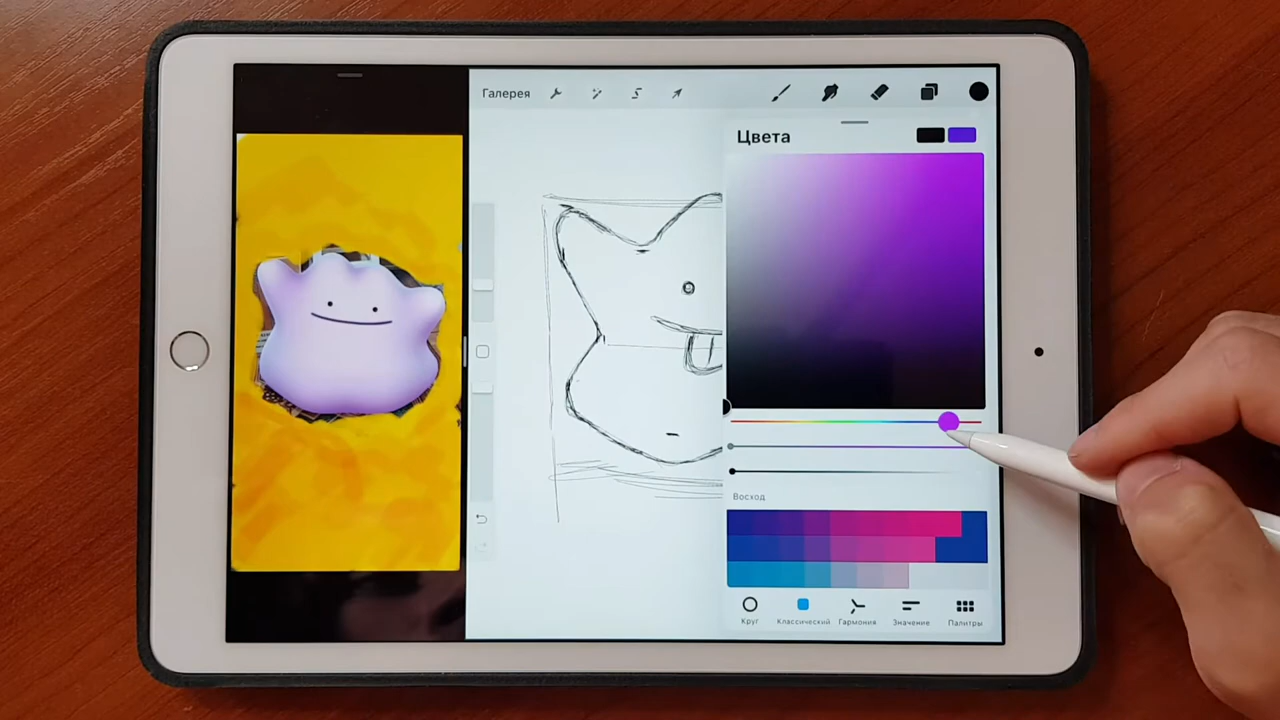 Галерея
Цвета
Восход
Круг
Классический
Гармония
Значение
Палитры